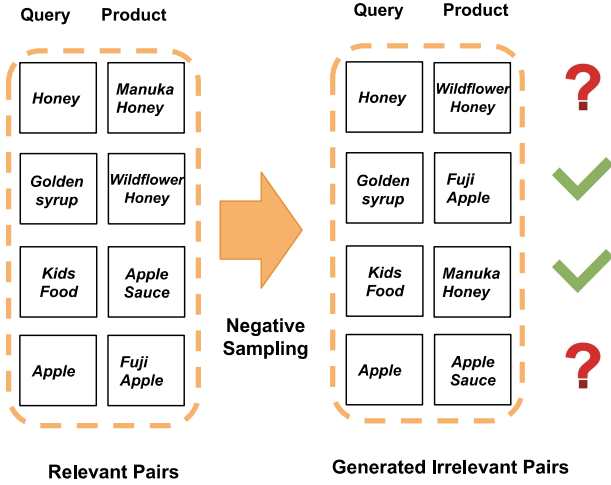 Query Product
Query Product
Honey
Manuka
Honey
Golden
syrup
Wildflower
Honey
Kids
Food
Apple
Sauce
Apple
Fuji
Apple
Negative
Sampling
Honey
Wildflower
Honey
?
Golden
syrup
Fuji
Apple
Kids
Food
Manuka
Honey
Apple
Apple
Sauce
?
Relevant Pairs
Generated Irrelevant Pairs